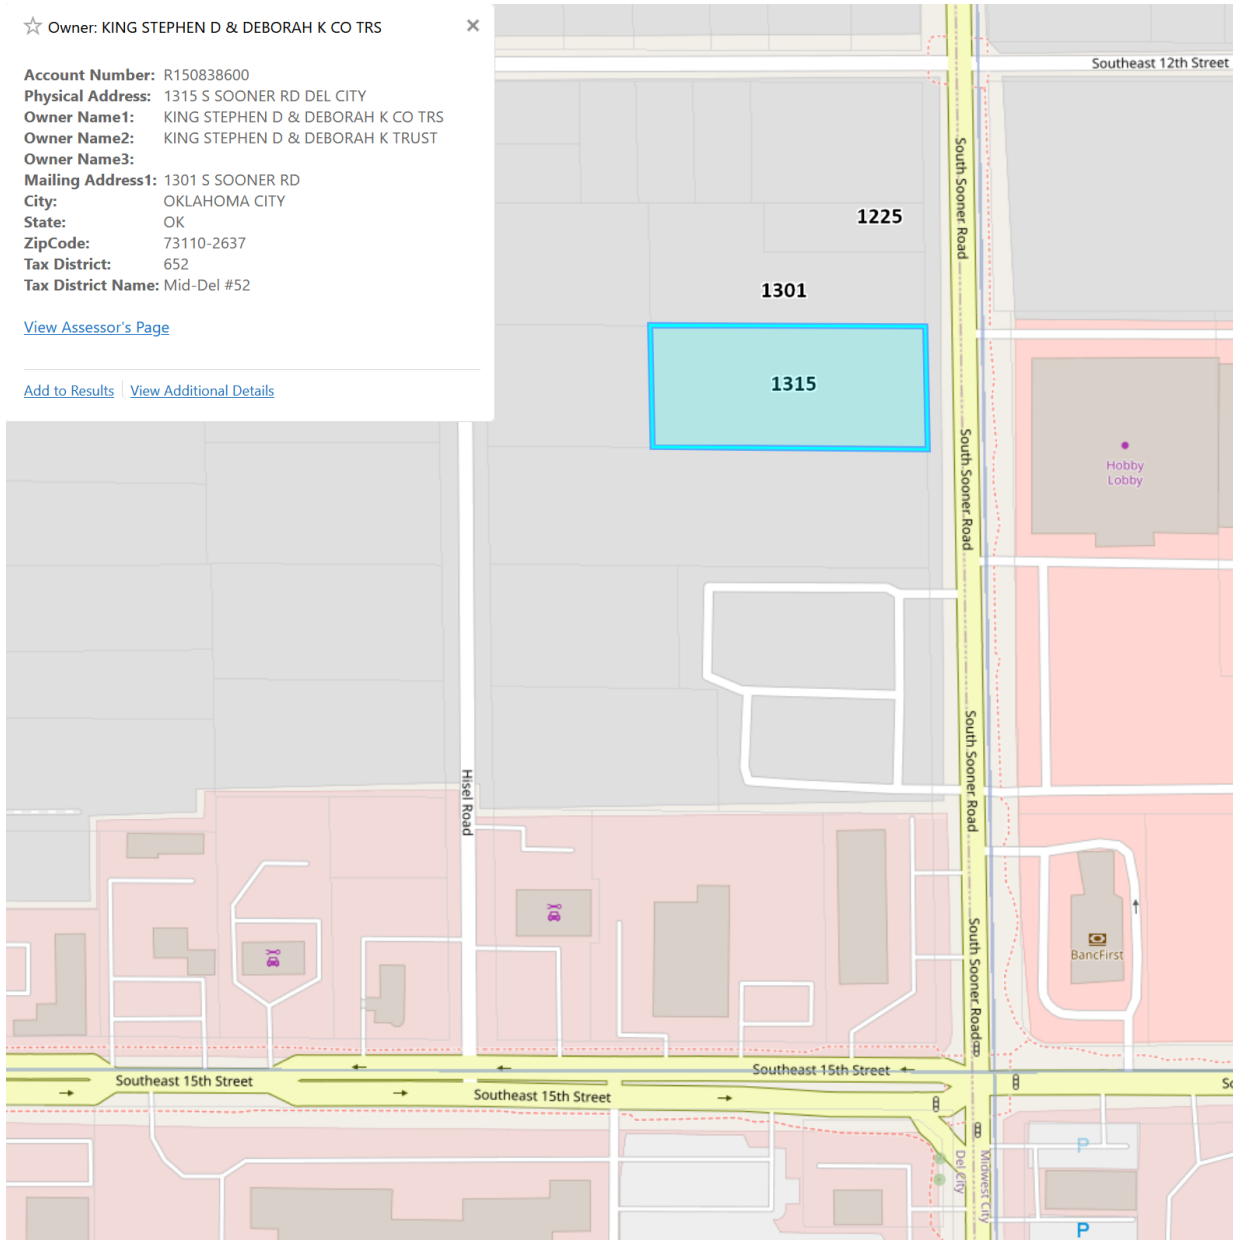 Owner: KING STEPHEN D & DEBORAH K CO TRS
Account Number: R150838600
Physical Address: 1315 S SOONER RD DEL CITY
Owner Name1: KING STEPHEN D & DEBORAH K CO TRS
Owner Name2: KING STEPHEN D & DEBORAH K TRUST
Owner Name3:
Mailing Address1: 1301 S SOONER RD
City: OKLAHOMA CITY
State: OK
ZipCode: 73110-2637
Tax District: 652
Tax District Name: Mid-Del #52
View Assessor's Page
Add to Results
View Additional Details
Southeast 12th Street
South Sooner Road
1225
1301
1315
South Sooner Road
Hobby
Lobby
South Sooner Road
Hisel Road
South Sooner Road
BancFirst
Southeast 15th Street
Southeast 15th Street
Southeast 15th Street
So
Del City
Midwest City
P
P